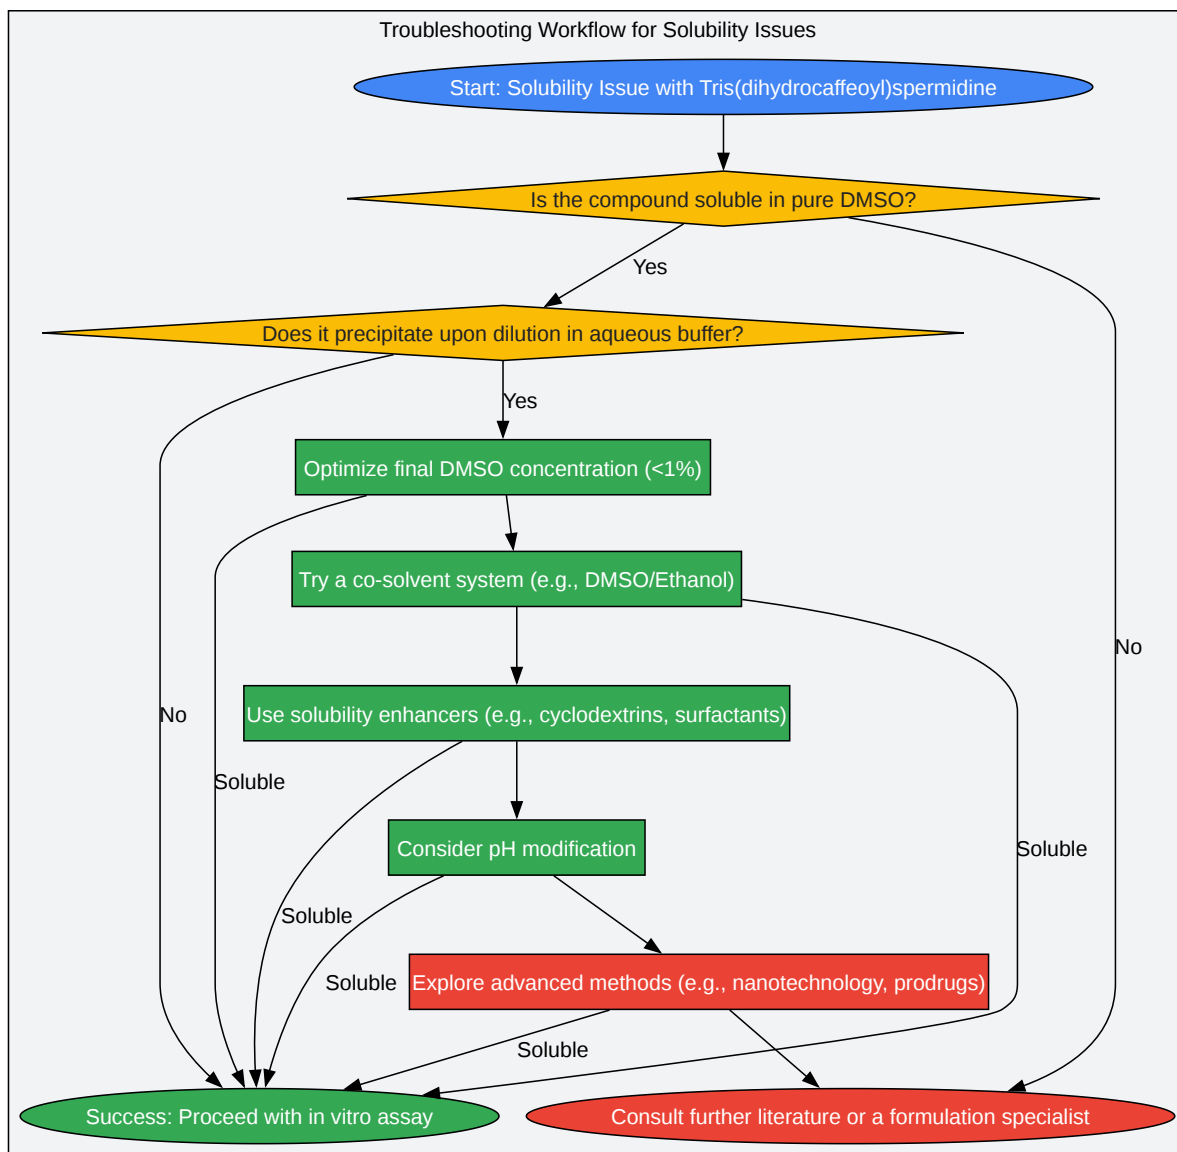 Troubleshooting Workflow for Solubility Issues
Start: Solubility Issue with Tris(dihydrocaffeoyl)spermidine
Is the compound soluble in pure DMSO?
Yes
Does it precipitate upon dilution in aqueous buffer?
Yes
Optimize final DMSO concentration (<1%)
Try a co-solvent system (e.g., DMSO/Ethanol)
No
Use solubility enhancers (e.g., cyclodextrins, surfactants)
No
Soluble
Consider pH modification
Soluble
Soluble
Soluble
Explore advanced methods (e.g., nanotechnology, prodrugs)
Soluble
Success: Proceed with in vitro assay
Consult further literature or a formulation specialist